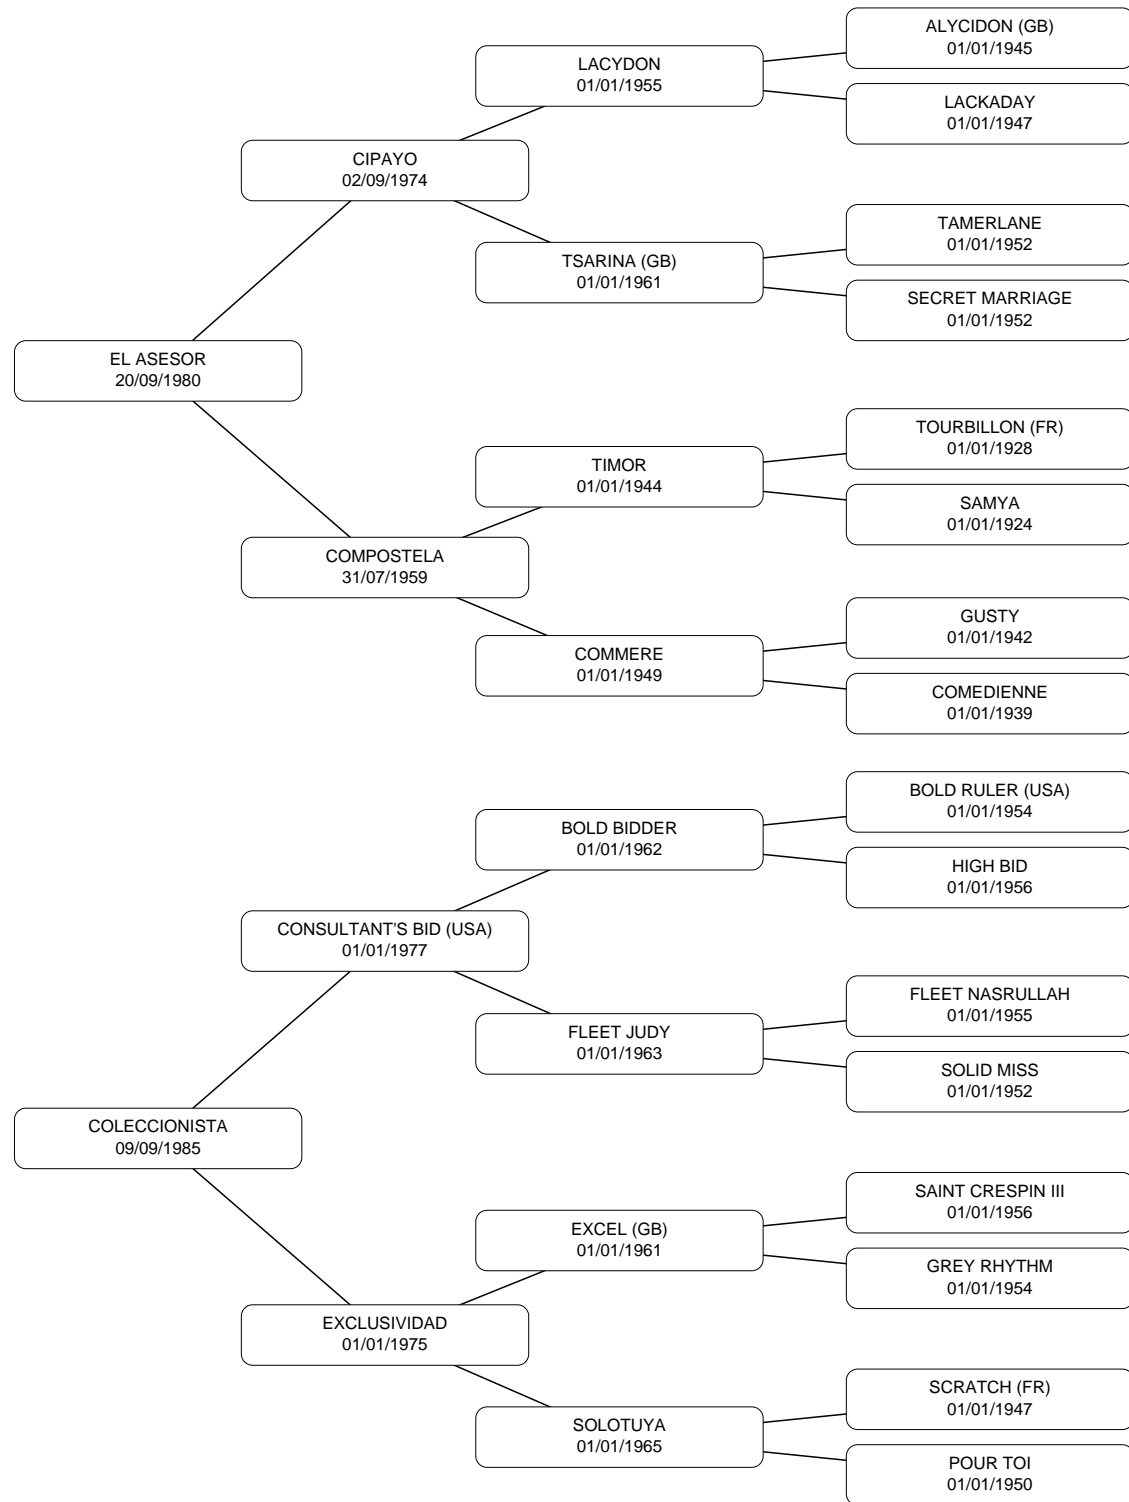 ALYCIDON (GB)
01/01/1945
LACYDON
01/01/1955
LACKADAY
01/01/1947
CIPAYO
02/09/1974
TAMERLANE
01/01/1952
TSARINA (GB)
01/01/1961
SECRET MARRIAGE
01/01/1952
EL ASESOR
20/09/1980
TOURBILLON (FR)
01/01/1928
TIMOR
01/01/1944
SAMYA
01/01/1924
COMPOSTELA
31/07/1959
GUSTY
01/01/1942
COMMERE
01/01/1949
COMEDIENNE
01/01/1939
BOLD RULER (USA)
01/01/1954
BOLD BIDDER
01/01/1962
HIGH BID
01/01/1956
CONSULTANT'S BID (USA)
01/01/1977
FLEET NASRULLAH
01/01/1955
FLEET JUDY
01/01/1963
SOLID MISS
01/01/1952
COLECCIONISTA
09/09/1985
SAINT CRESPIN III
01/01/1956
EXCEL (GB)
01/01/1961
GREY RHYTHM
01/01/1954
EXCLUSIVIDAD
01/01/1975
SCRATCH (FR)
01/01/1947
SOLOTUYA
01/01/1965
POUR TOI
01/01/1950